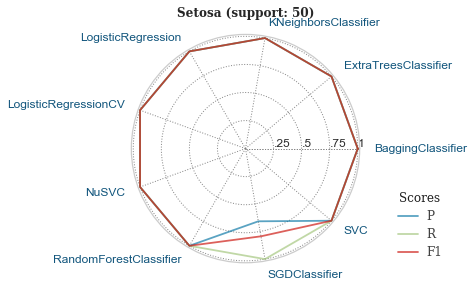 Setosa (support: 50)
KNeighborsClassifier
LogisticRegression
ExtraTreesClassifier
LogisticRegressionCV
.25 .5 .75 1
BaggingClassifier
NuSVC
Scores
P
R
F1
SVC
RandomForestClassifier
SGDClassifier